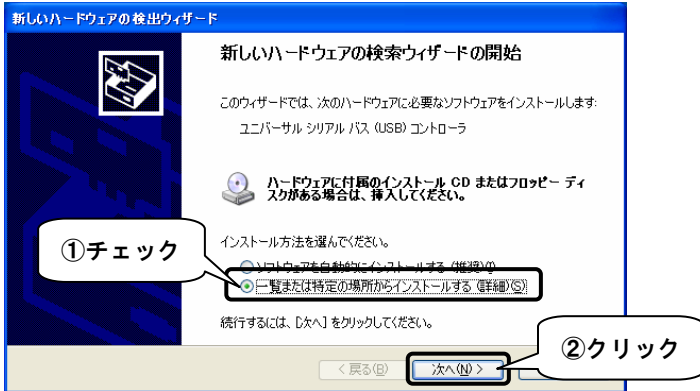 新しいハードウェアの検出ウィザード
新しいハードウェアの検索ウィザードの開始
このウィザードでは、次のハードウェアに必要なソフトウェアをインストールします:
ユニバーサル シリアル バス (USB) コントローラ
ハードウェアに付属のインストール CD またはフロッピー ディ
スクがある場合は、挿入してください。
インストール方法を選んでください。
①チェック
ソフトウェアを自動的にインストールする (推奨)(I)
一覧または特定の場所からインストールする (詳細)(S)
続行するには、[次へ] をクリックしてください。
②クリック
< 戻る(B)
次へ(N) >